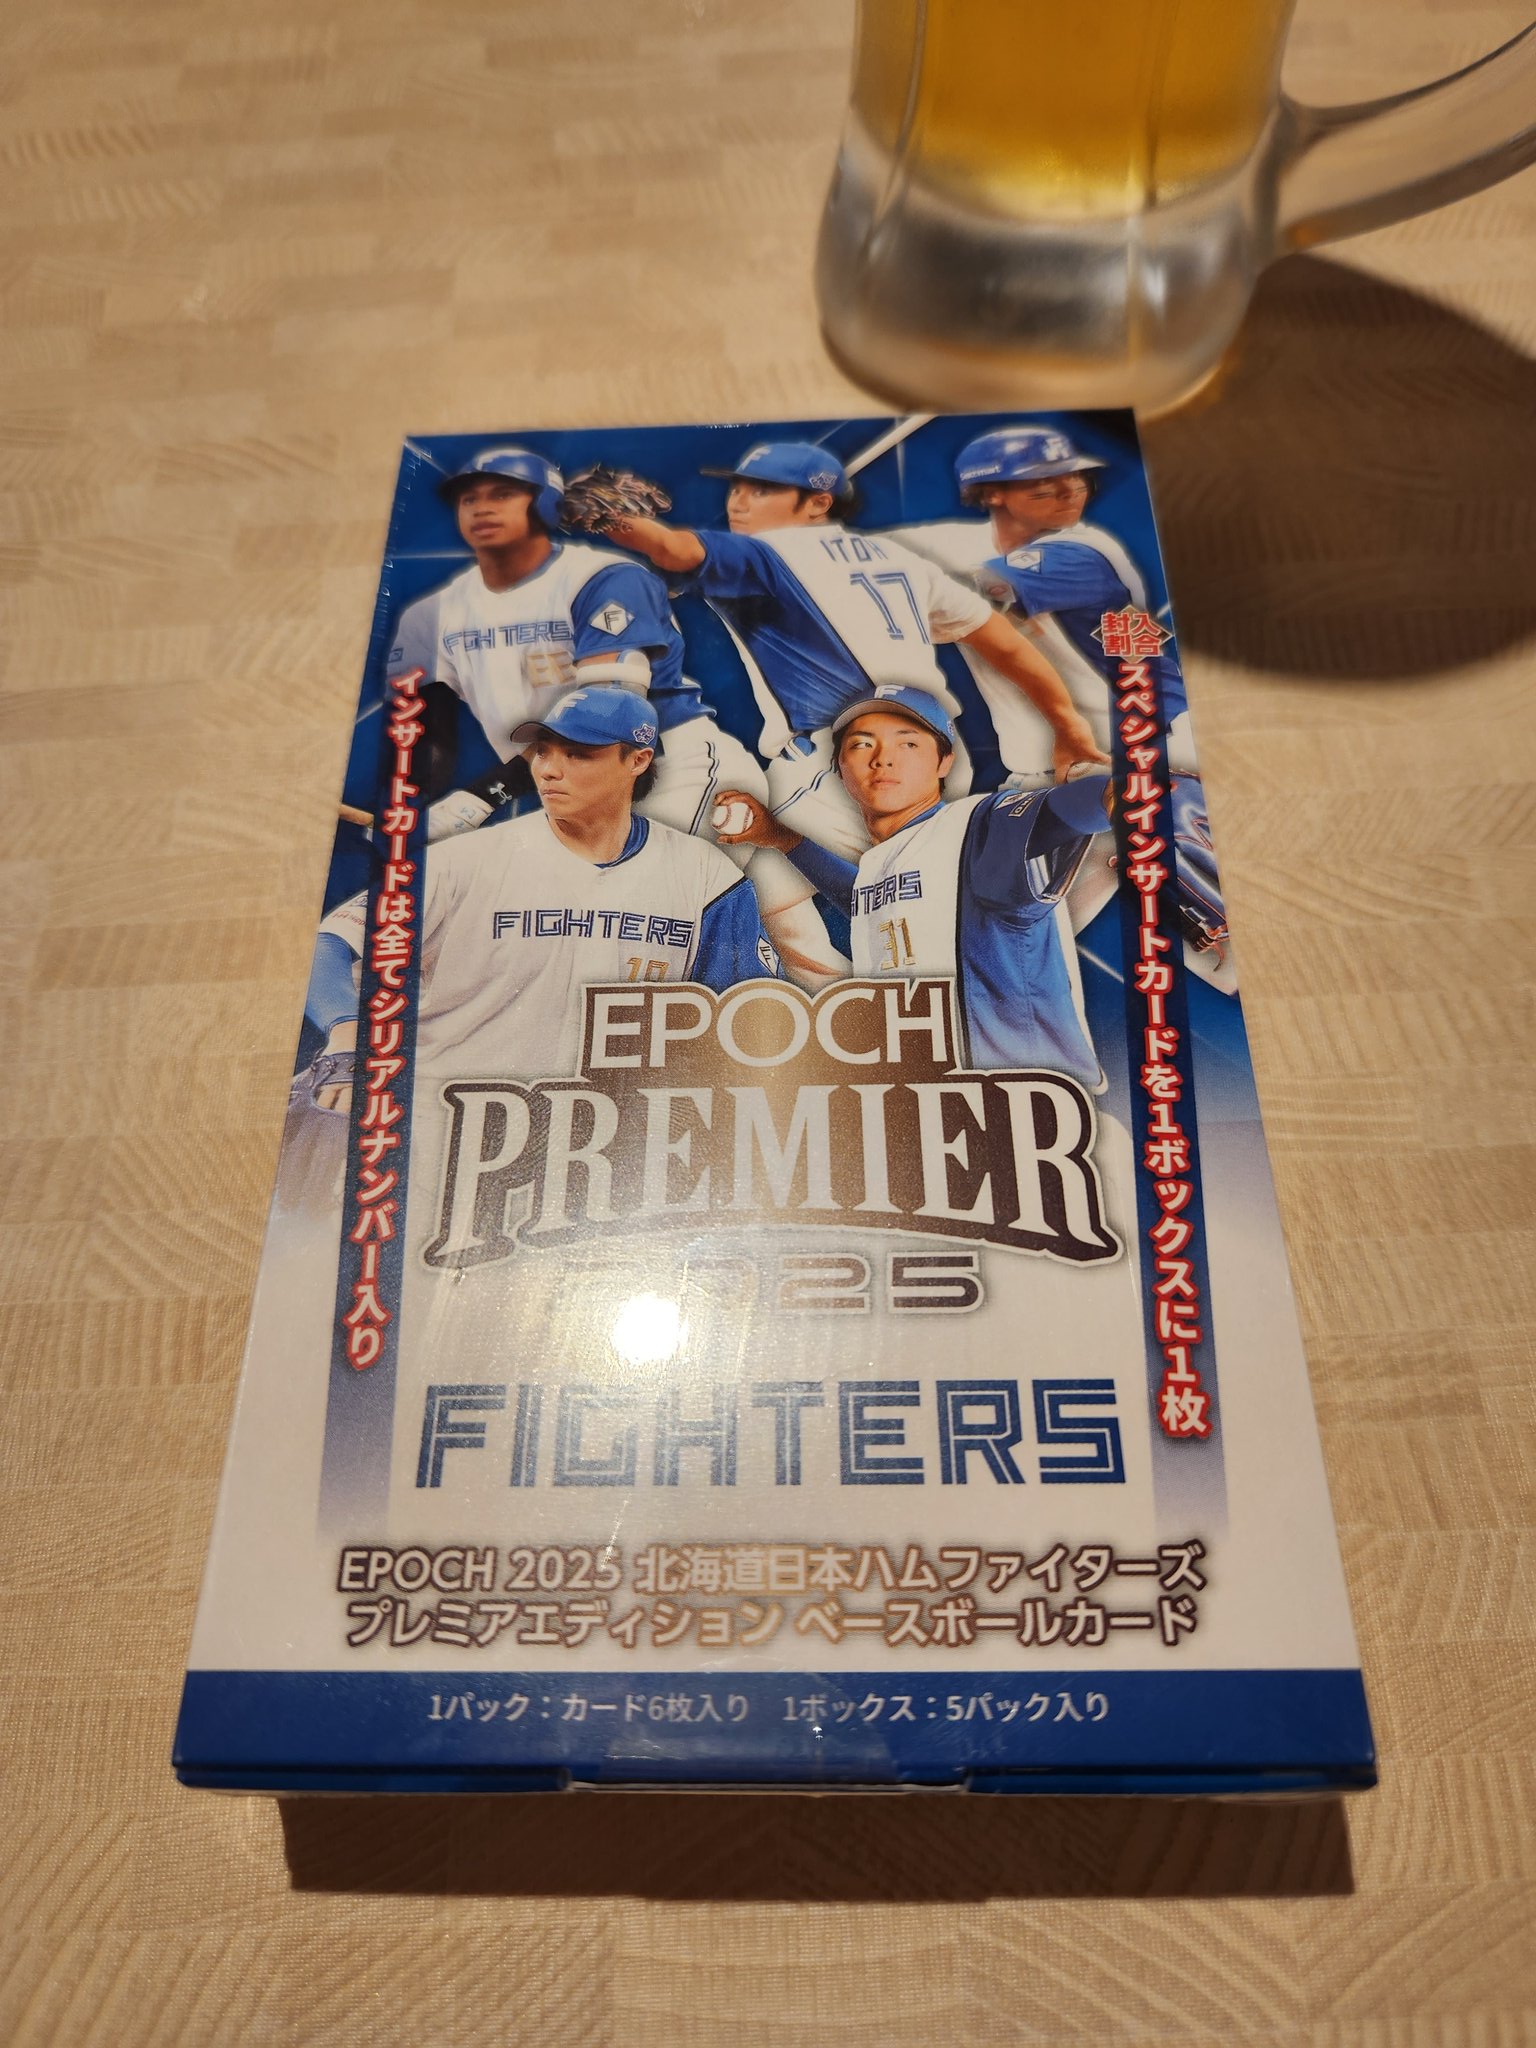 ITOH
17
FIGHTERS
66
FIGHTERS
FIGHTERS
31
封入
割合
スペシャルインサートカードを1ボックスに1枚
インサートカードは全てシリアルナンバー入り
EPOCH
PREMIER
2025
FIGHTERS
EPOCH 2025 北海道日本ハムファイターズ
プレミアエディション ベースボールカード
1パック：カード6枚入り 1ボックス：5パック入り